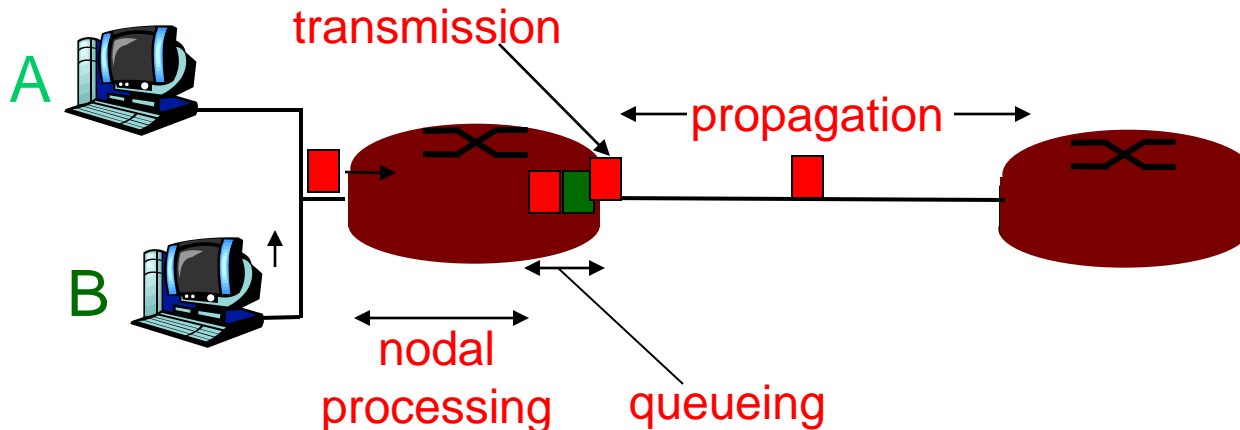 transmission
A
propagation
B
nodal
processing
queueing